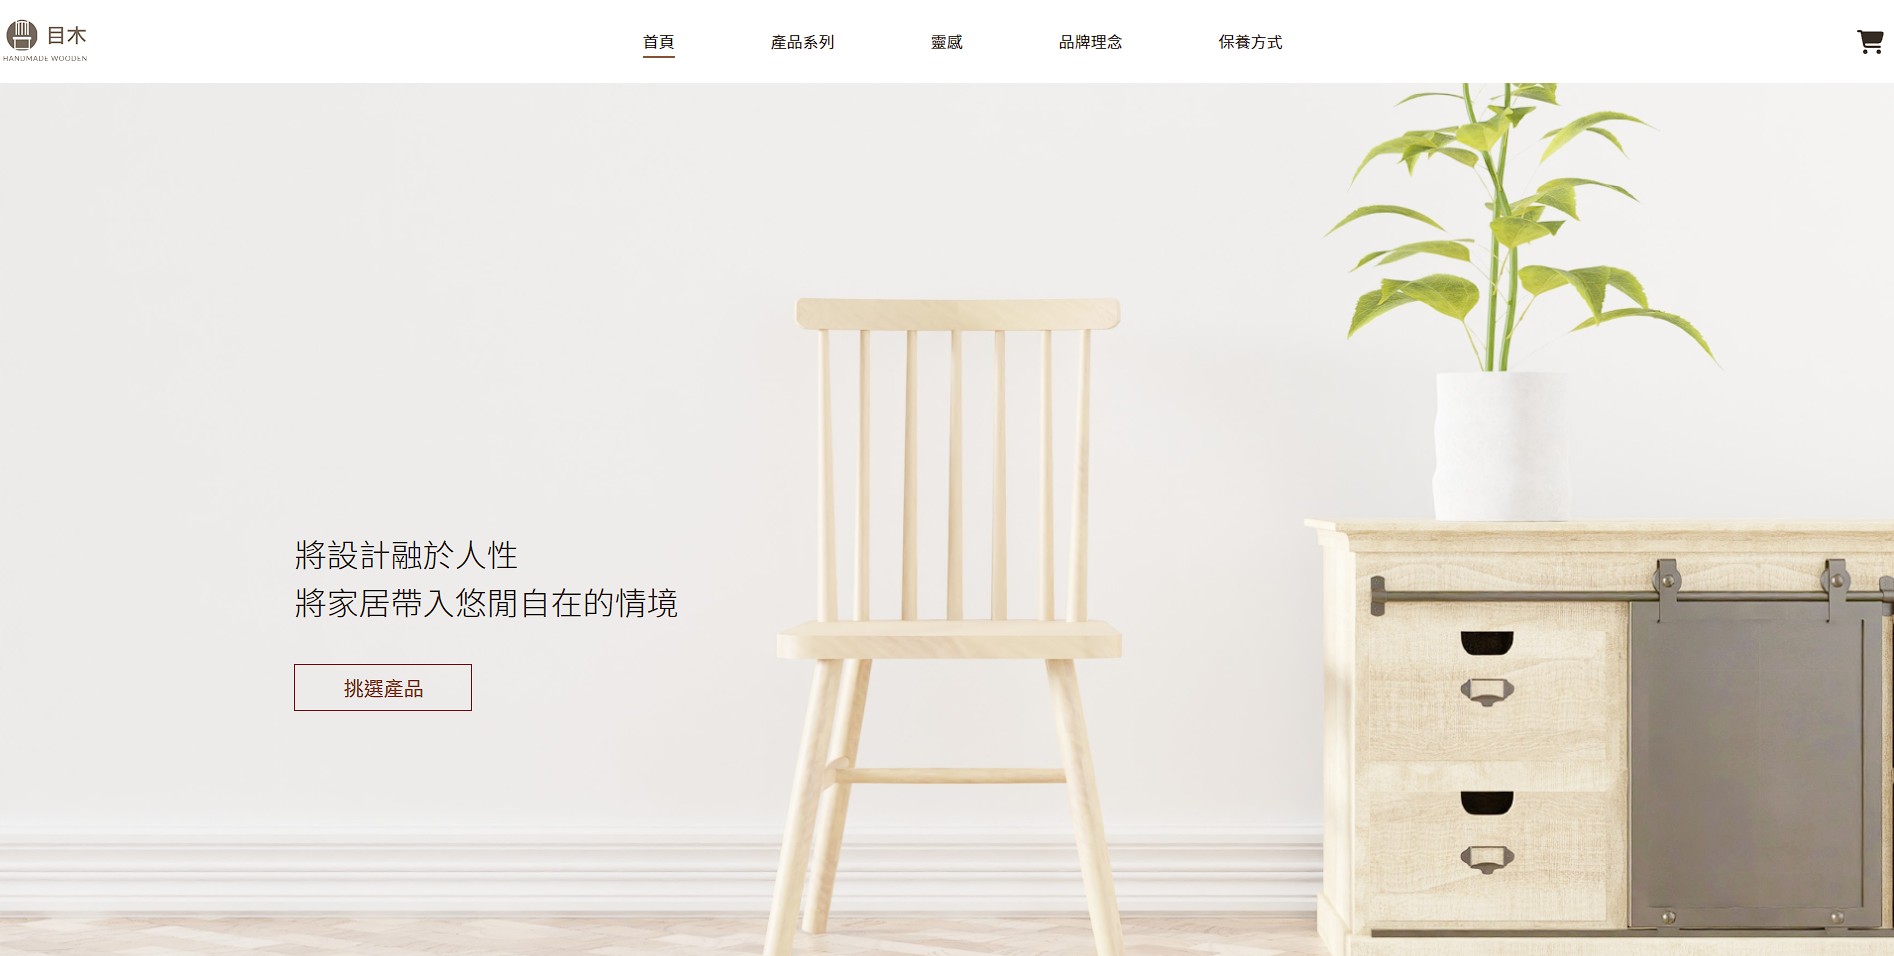 目木
HANDMADE WOODEN
首頁
產品系列
靈感
品牌理念
保養方式
將設計融於人性
將家居帶入悠閒自在的情境
挑選產品